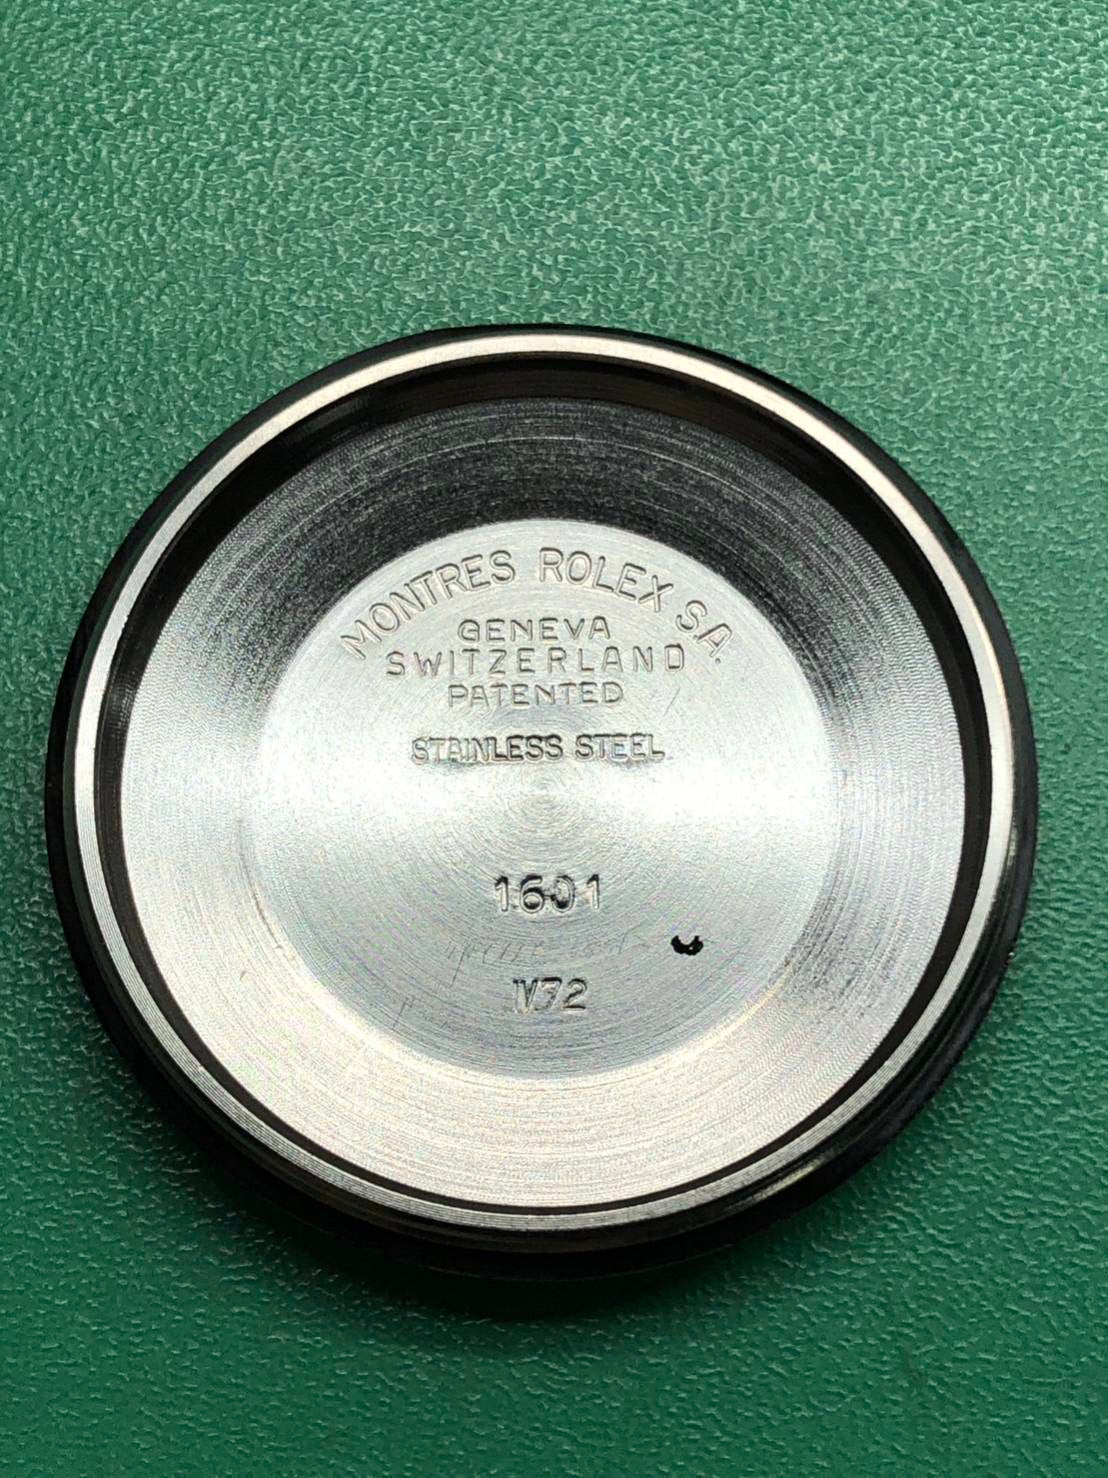 MONTRES ROLEX S.A.
GENEVA
SWITZERLAND
PATENTED
STAINLESS STEEL
1601
IV72